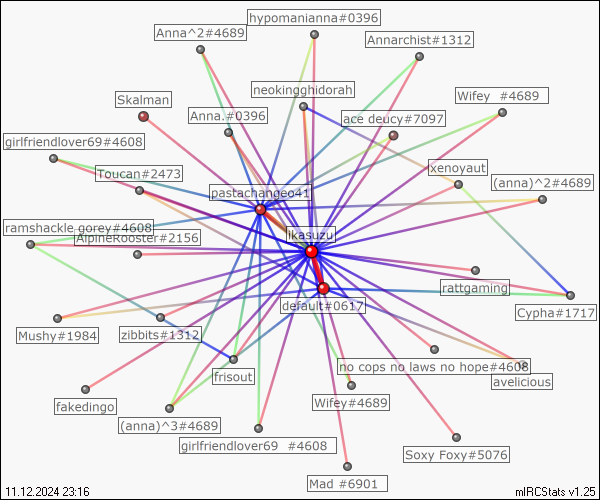 hypomanianna#0396
Anna^2#4689
Annarchist#1312
neokingghidorah
Wifey #4689
Skalman
Anna.#0396
ace deucy#7097
girlfriendlover69#4608
xenoyaut
Toucan#2473
(anna)^2#4689
pastachangeo41
ramshackle gorey#4608
ikasuzu
AlpineRooster#2156
rattgaming
default#0617
Cypha#1717
Mushy#1984
zibbits#1312
no cops no laws no hope#4608
frisout
avelicious
fakedingo
Wifey#4689
(anna)^3#4689
girlfriendlover69 #4608
Soxy Foxy#5076
Mad #6901
11.12.2024 23:16
mIRCStats v1.25